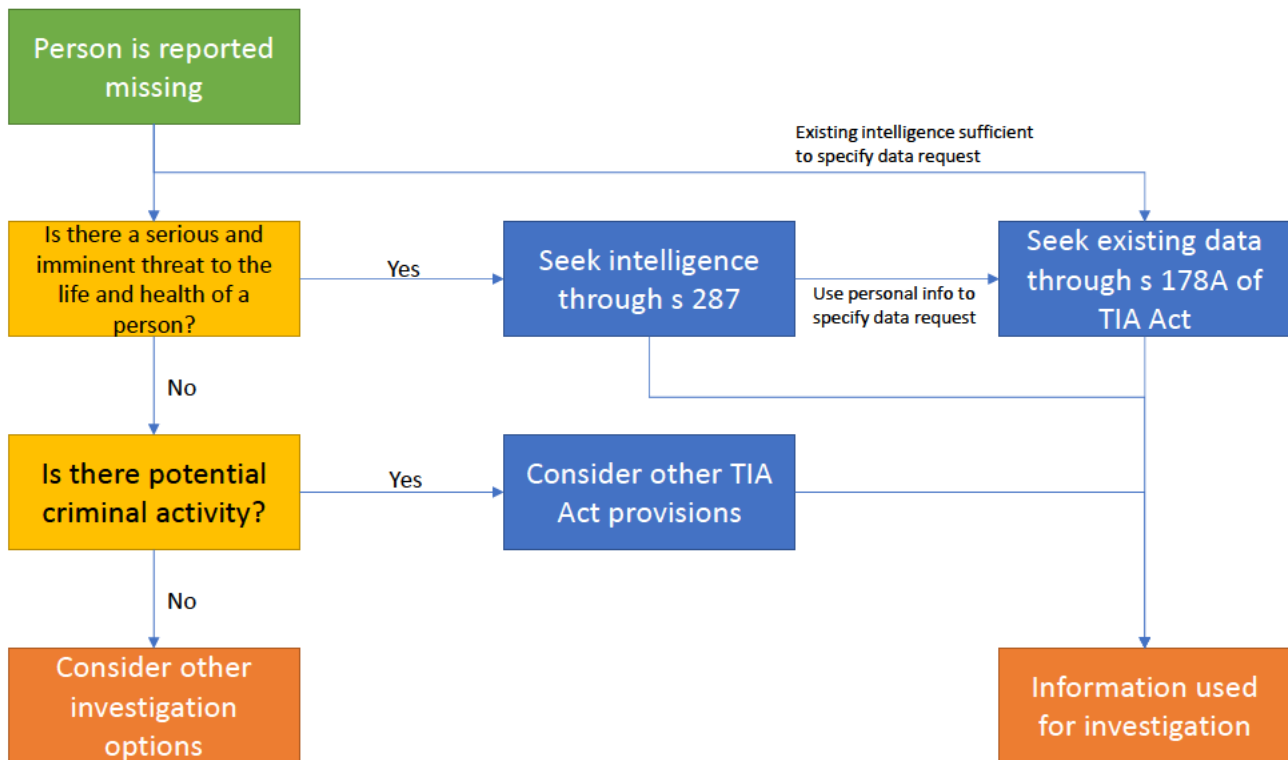 Person is reported
missing
Existing intelligence sufficient
to specify data request
Is there a serious and
imminent threat to the
life and health of a
person?
Yes
Seek intelligence
through s 287
Use personal info to
specify data request
Seek existing data
through s 178A of
TIA Act
No
Is there potential
criminal activity?
Yes
Consider other TIA
Act provisions
No
Consider other
investigation
options
Information used
for investigation